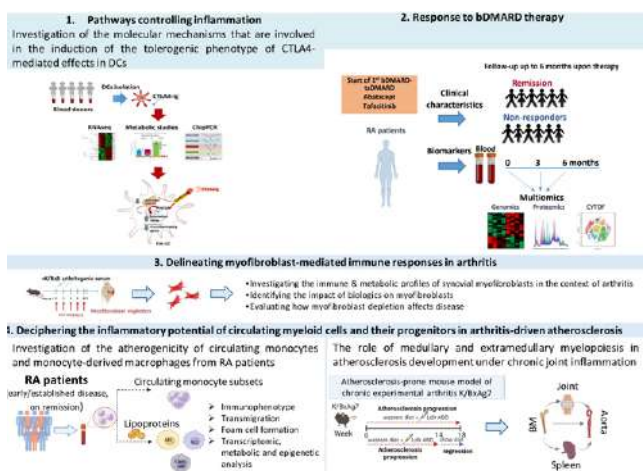 1. Pathways controlling inflammation
Investigation of the molecular mechanisms that are involved
in the induction of the tolerogenic phenotype of CTLA4-
mediated effects in DCs
Blood donors
DCs isolation
CTLA4-Ig
RNAseq
Metabolic studies
ChipPCR
2. Response to bDMARD therapy
Follow-up up to 6 months upon therapy
Start of 1st bDMARD-
tsDMARD
Abatacept
Tofacitinib
RA patients
Clinical
characteristics
Remission
Non-responders
Biomarkers
Blood
0 3 6 months
Multiomics
Genomics Proteomics CYTOF
3. Delineating myofibroblast-mediated immune responses in arthritis
K/BxN arthritogenic serum
Myofibroblast depletion
•Investigating the immune & metabolic profiles of synovial myofibroblasts in the context of arthritis
•Identifying the impact of biologics on myofibroblasts
•Evaluating how myofibroblast depletion affects disease
4. Deciphering the inflammatory potential of circulating myeloid cells and their progenitors in arthritis-driven atherosclerosis
Investigation of the atherogenicity of circulating monocytes
and monocyte-derived macrophages from RA patients
RA patients
(early/established disease,
on remission)
Circulating monocyte subsets
Lipoproteins
➢ Immunophenotype
➢ Transmigration
➢ Foam cell formation
➢ Transcriptomic,
metabolic and epigenetic
analysis
The role of medullary and extramedullary myelopoiesis in
atherosclerosis development under chronic joint inflammation
Atherosclerosis-prone mouse model of
chronic experimental arthritis K/BxAg7
K/BxAg7
Week
Atherosclerosis progression
0
14 18
Atherosclerosis
progression
regression
Joint
BM
Aorta
Spleen